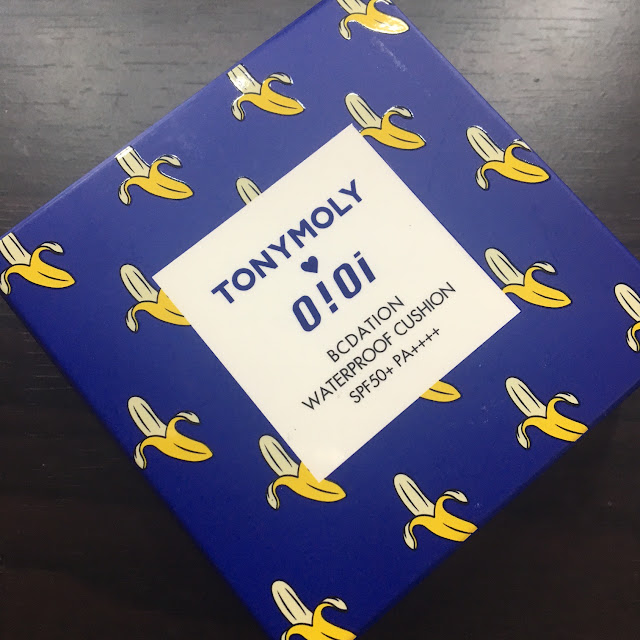 TONYMOLY
♥
O!Oi
BCDATION
WATERPROOF CUSHION
SPF50+ PA++++